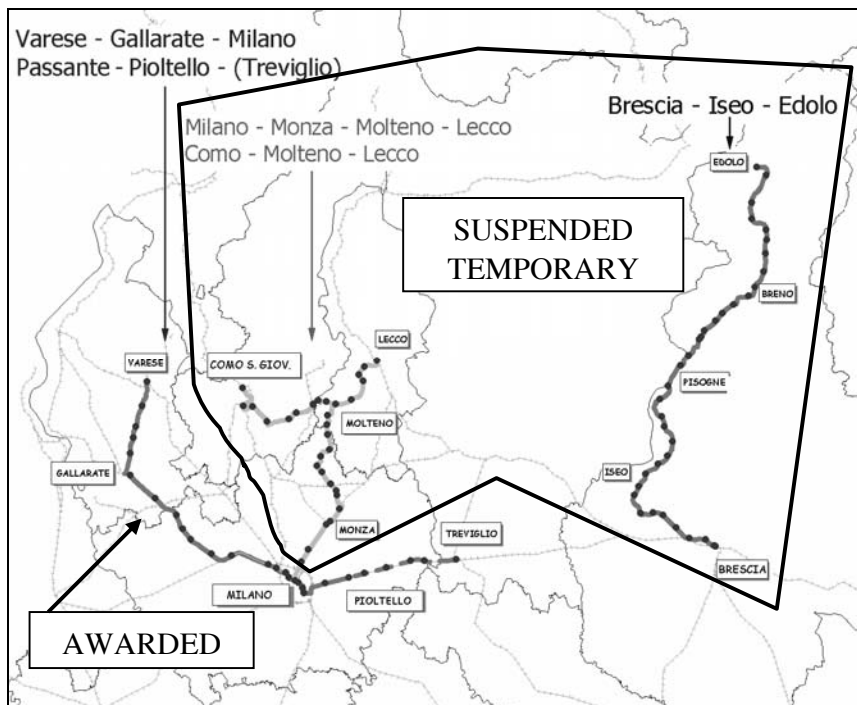 Varese - Gallarate - Milano
Passante - Pioltello - (Treviglio)
Milano - Monza - Molteno - Lecco
Como - Molteno - Lecco
Brescia - Iseo - Edolo
EDOLO
SUSPENDED
TEMPORARY
BRENO
LECCO
VARESE
COMO S. GIOV.
PISOGNE
MOLTENO
GALLARATE
ISEO
MONZA
TREVIGLIO
BRESCIA
MILANO
PIOLTELLO
AWARDED